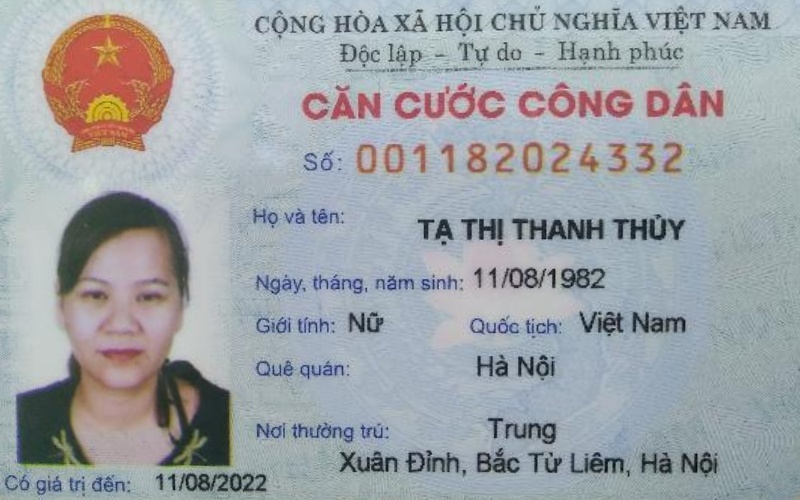 CỘNG HÒA XÃ HỘI CHỦ NGHĨA VIỆT NAM
Độc lập - Tự do - Hạnh phúc
CĂN CƯỚC CÔNG DÂN
Số: 001182024332
Họ và tên: TẠ THỊ THANH THỦY
Ngày, tháng, năm sinh: 11/08/1982
Giới tính: Nữ Quốc tịch: Việt Nam
Quê quán: Hà Nội
Nơi thường trú: Trung
Xuân Đỉnh, Bắc Từ Liêm, Hà Nội
Có giá trị đến: 11/08/2022
VIỆT NAM